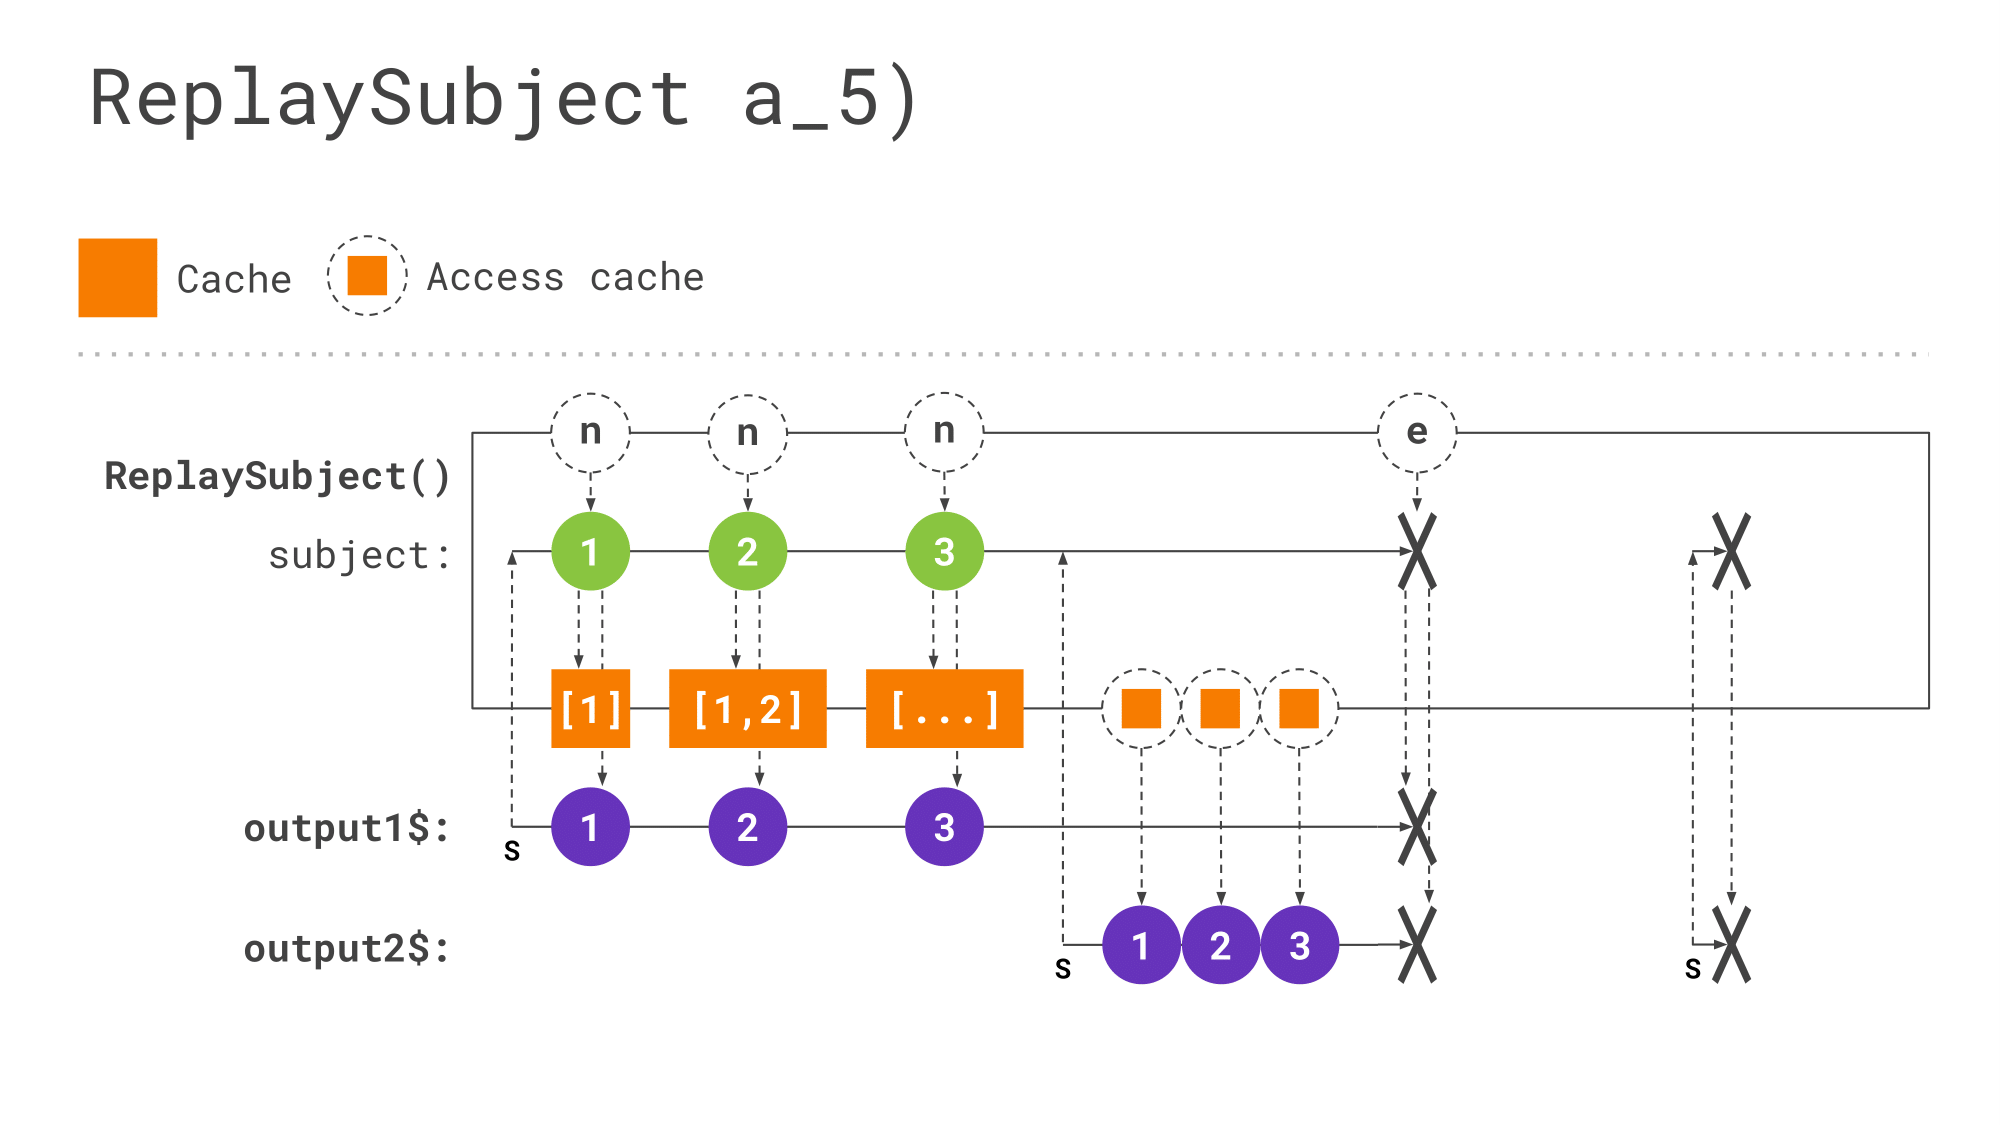 ReplaySubject a_5)
Cache Access cache
n n n e
ReplaySubject()
subject: 1 2 3 X X
[1] [1,2] [...]
output1$: 1 2 3 X
s
output2$: 1 2 3 X X
s s